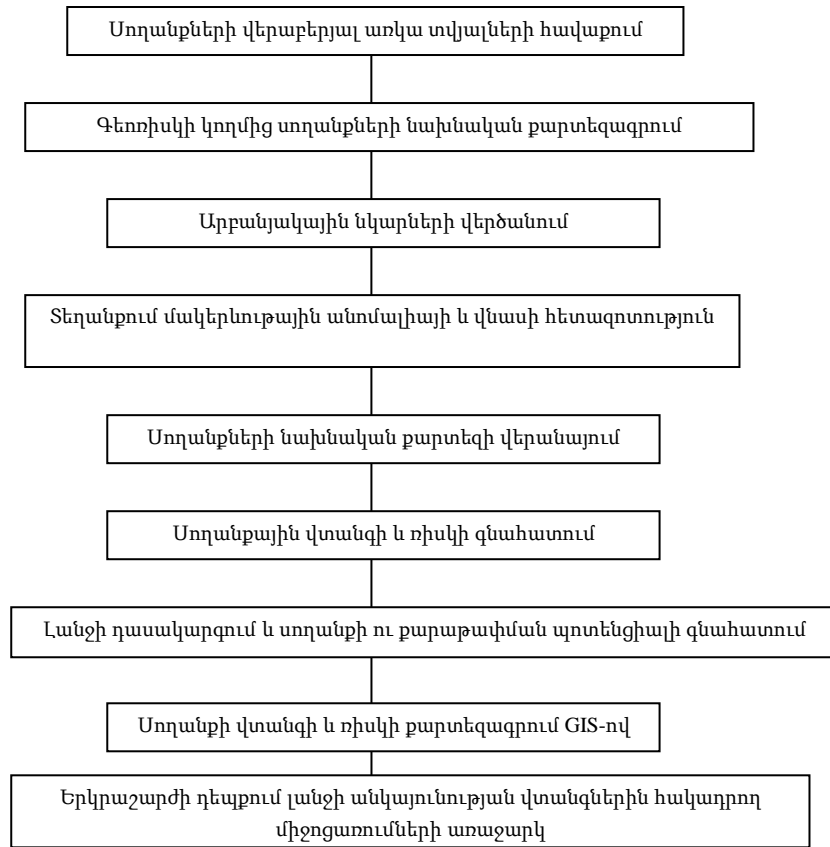 Սողանքների վերաբերյալ առկա տվյալների հավաքում
Գեոռիսկի կողմից սողանքների նախնական քարտեզագրում
Արբանյակային նկարների վերծանում
Տեղանքում մակերևութային անոմալիայի և վնասի հետազոտություն
Սողանքների նախնական քարտեզի վերանայում
Սողանքային վտանգի և ռիսկի գնահատում
Լանջի դասակարգում և սողանքի ու քարաթափման պոտենցիալի գնահատում
Սողանքի վտանգի և ռիսկի քարտեզագրում GIS-ով
Երկրաշարժի դեպքում լանջի անկայունության վտանգներին հակադրող
միջոցառումների առաջարկ